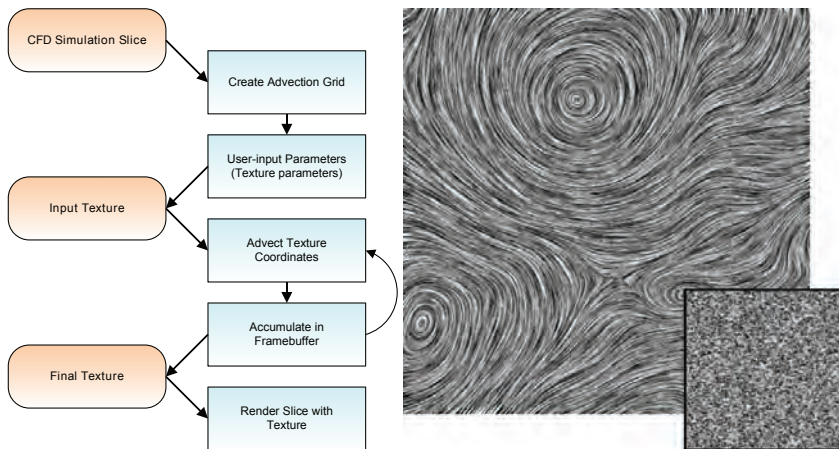 CFD Simulation Slice
Create Advection Grid
User-input Parameters
(Texture parameters)
Input Texture
Advect Texture
Coordinates
Accumulate in
Framebuffer
Final Texture
Render Slice with
Texture